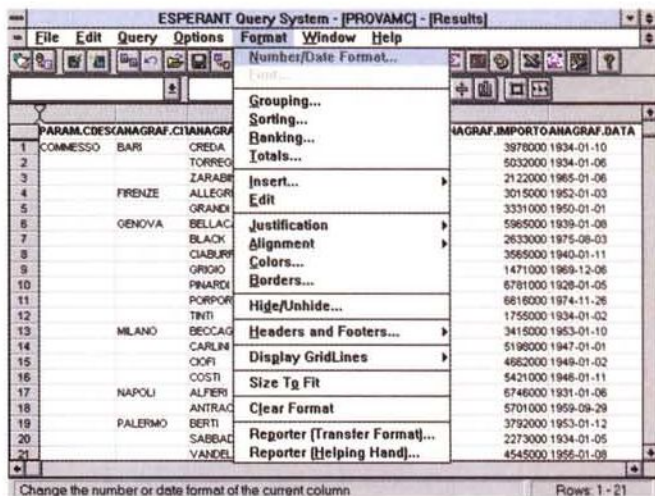 ESPERANT Query System - [PROVAMC] - [Results]
File Edit Query Options Format Window Help
Number/Date Format...
Font...
Grouping...
Sorting...
Ranking...
Totals...
Insert...
Edit
Justification
Alignment
Colors...
Borders...
Hide/Unhide...
Headers and Footers...
Display GridLines
Size To Fit
Clear Format
Reporter (Transfer Format)...
Reporter (Helping Hand)...
PARAM.CDESC ANAGRAF.CIT ANAGRA NAGRAF.IMPORTO ANAGRAF.DATA
1 COMMESSO BARI CREDA 3978000 1934-01-10
2 TORREG 5032000 1934-01-06
3 ZARABIN 2122000 1965-01-06
4 FIRENZE ALLEGRI 3015000 1952-01-03
5 GRANDI 3331000 1950-01-01
6 GENOVA BELLACA 5965000 1939-01-08
7 BLACK 2633000 1975-08-03
8 CIABURR 3565000 1940-01-11
9 GRIGIO 1471000 1969-12-06
10 PINARDI 6781000 1928-01-05
11 PORPOR 6616000 1974-11-26
12 TINTI 1755000 1934-01-02
13 MILANO BECCAG 3415000 1953-01-10
14 CARLINI 5198000 1947-01-01
15 CIOFI 4662000 1949-01-02
16 COSTI 5421000 1946-01-11
17 NAPOLI ALFIERI 6746000 1931-01-06
18 ANTRAC 5701000 1959-09-29
19 PALERMO BERTI 3792000 1953-01-12
20 SABBAD 2273000 1934-01-05
21 VANDEL 4545000 1956-01-08
Change the number or date format of the current column Rows: 1 - 21